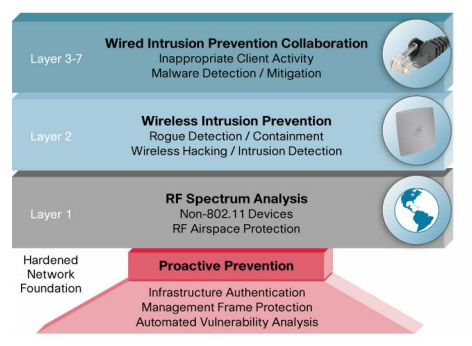 Layer 3-7
Wired Intrusion Prevention Collaboration
Inappropriate Client Activity
Malware Detection / Mitigation
Layer 2
Wireless Intrusion Prevention
Rogue Detection / Containment
Wireless Hacking / Intrusion Detection
Layer 1
RF Spectrum Analysis
Non-802.11 Devices
RF Airspace Protection
Hardened
Network
Foundation
Proactive Prevention
Infrastructure Authentication
Management Frame Protection
Automated Vulnerability Analysis